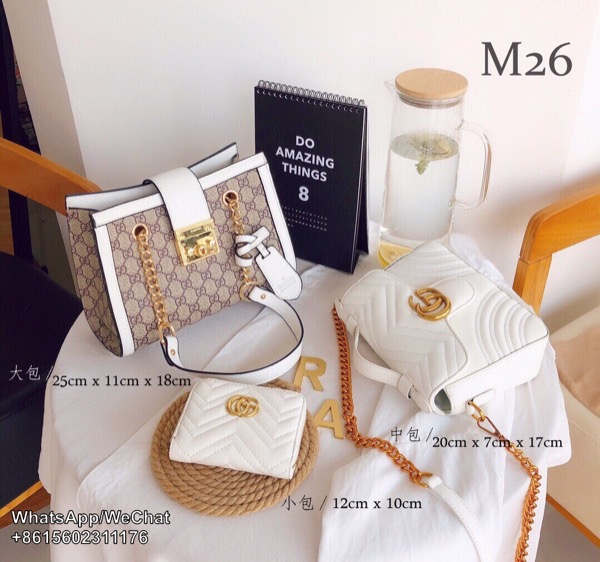 M26
DO
AMAZING
THINGS
8
大包 / 25cm x 11cm x 18cm
R
A
中包 / 20cm x 7cm x 17cm
小包 / 12cm x 10cm
WhatsApp/WeChat
+8615602311176